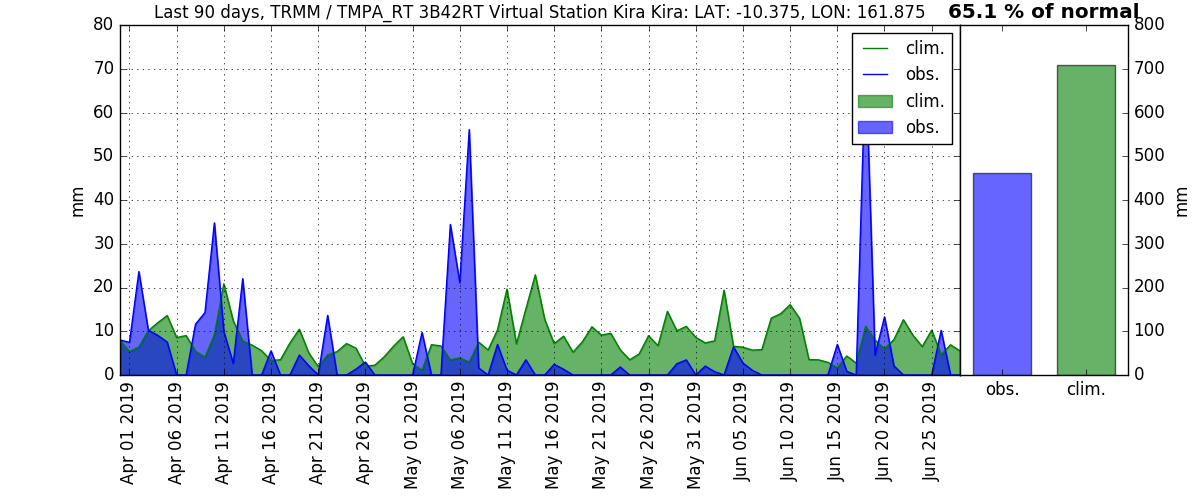 Last 90 days, TRMM / TMPA_RT 3B42RT Virtual Station Kira Kira: LAT: -10.375, LON: 161.875
65.1 % of normal
80
70
60
50
40
30
20
10
0
mm
clim.
obs.
clim.
obs.
Apr 01 2019
Apr 06 2019
Apr 11 2019
Apr 16 2019
Apr 21 2019
Apr 26 2019
May 01 2019
May 06 2019
May 11 2019
May 16 2019
May 21 2019
May 26 2019
May 31 2019
Jun 05 2019
Jun 10 2019
Jun 15 2019
Jun 20 2019
Jun 25 2019
800
700
600
500
400
300
200
100
0
mm
obs.
clim.